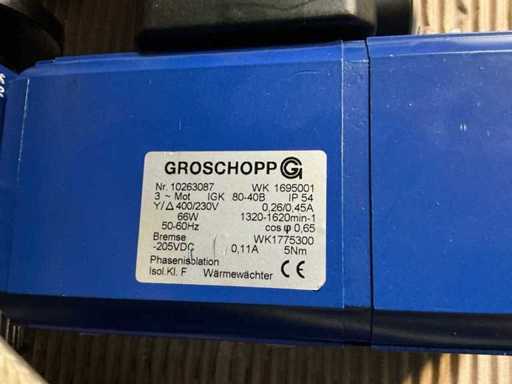 GROSCHOPP G
Nr. 10263087 WK 1695001
3 ~ Mot IGK 80-40B IP 54
Y/Δ 400/230V 0,26/0,45A
66W 1320-1620min-1
50-60Hz cos φ 0,65
Bremse WK1775300
-205VDC 0,11A 5Nm
Phasenisolation
Isol.Kl. F Wärmewächter CE